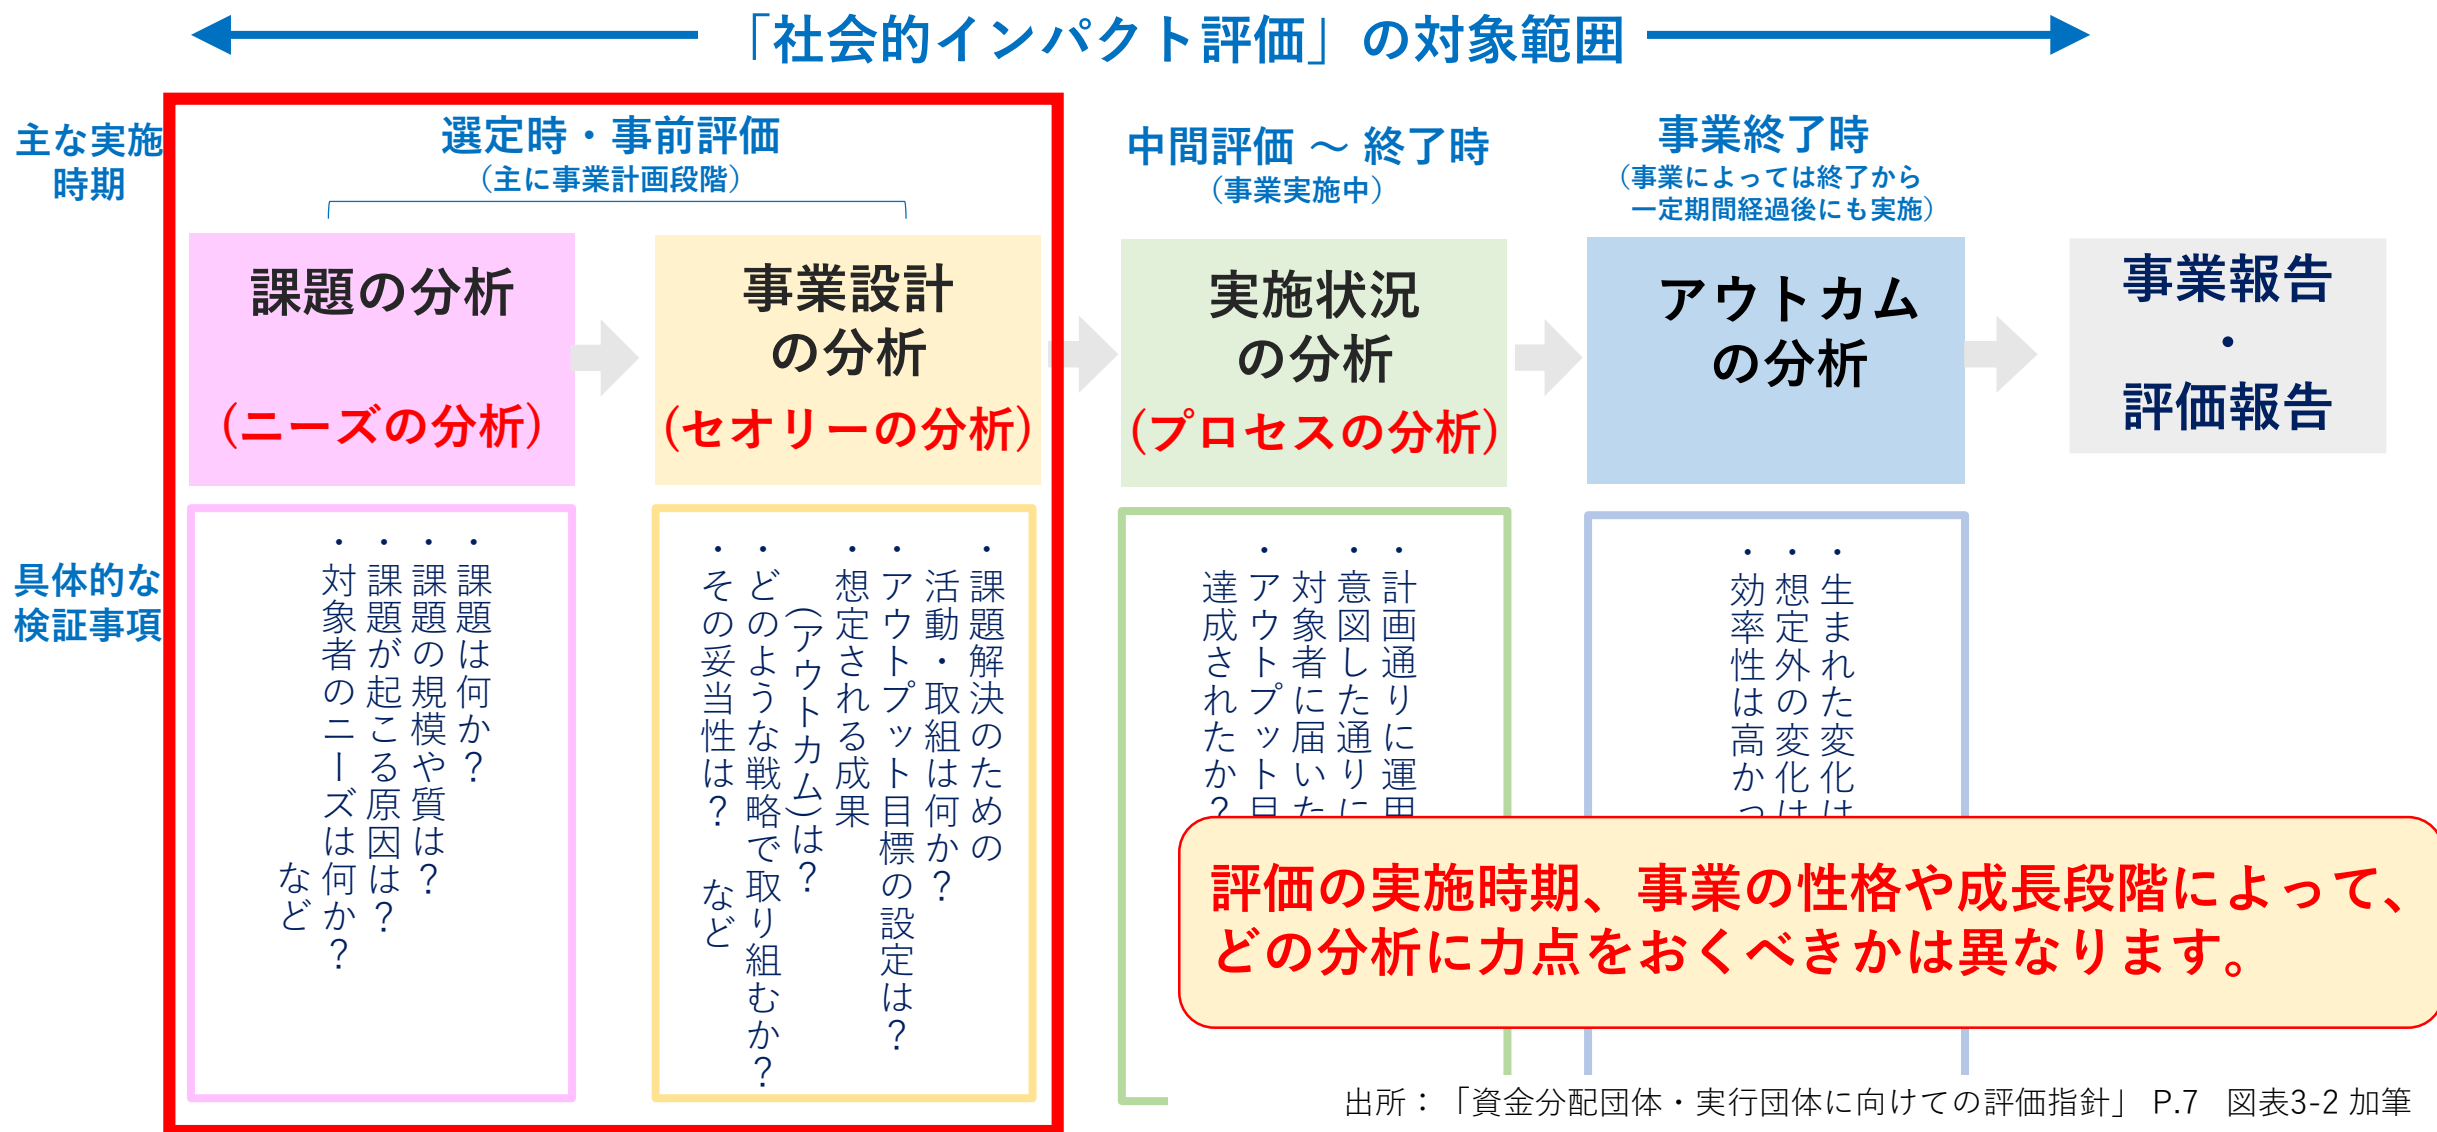 「社会的インパクト評価」の対象範囲
主な実施
時期
選定時・事前評価
（主に事業計画段階）
中間評価 ～ 終了時
（事業実施中）
事業終了時
（事業によっては終了から
一定期間経過後にも実施）
課題の分析
（ニーズの分析）
事業設計
の分析
（セオリーの分析）
実施状況
の分析
（プロセスの分析）
アウトカム
の分析
事業報告
・
評価報告
具体的な
検証事項
・課題は何か？
・課題の規模や質は？
・課題が起こる原因は？
・対象者のニーズは何か？
など
・課題解決のための
活動・取組は何か？
・アウトプット目標の設定は？
・想定される成果
（アウトカム）は？
・どのような戦略で取り組むか？
・その妥当性は？　など
・計画通りに運用
・意図した通りに
対象者に届いた
・アウトプット目
達成されたか？
・生まれた変化は
・想定外の変化は
・効率性は高かっ
評価の実施時期、事業の性格や成長段階によって、
どの分析に力点をおくべきかは異なります。
出所：「資金分配団体・実行団体に向けての評価指針」 P.7　図表3-2 加筆